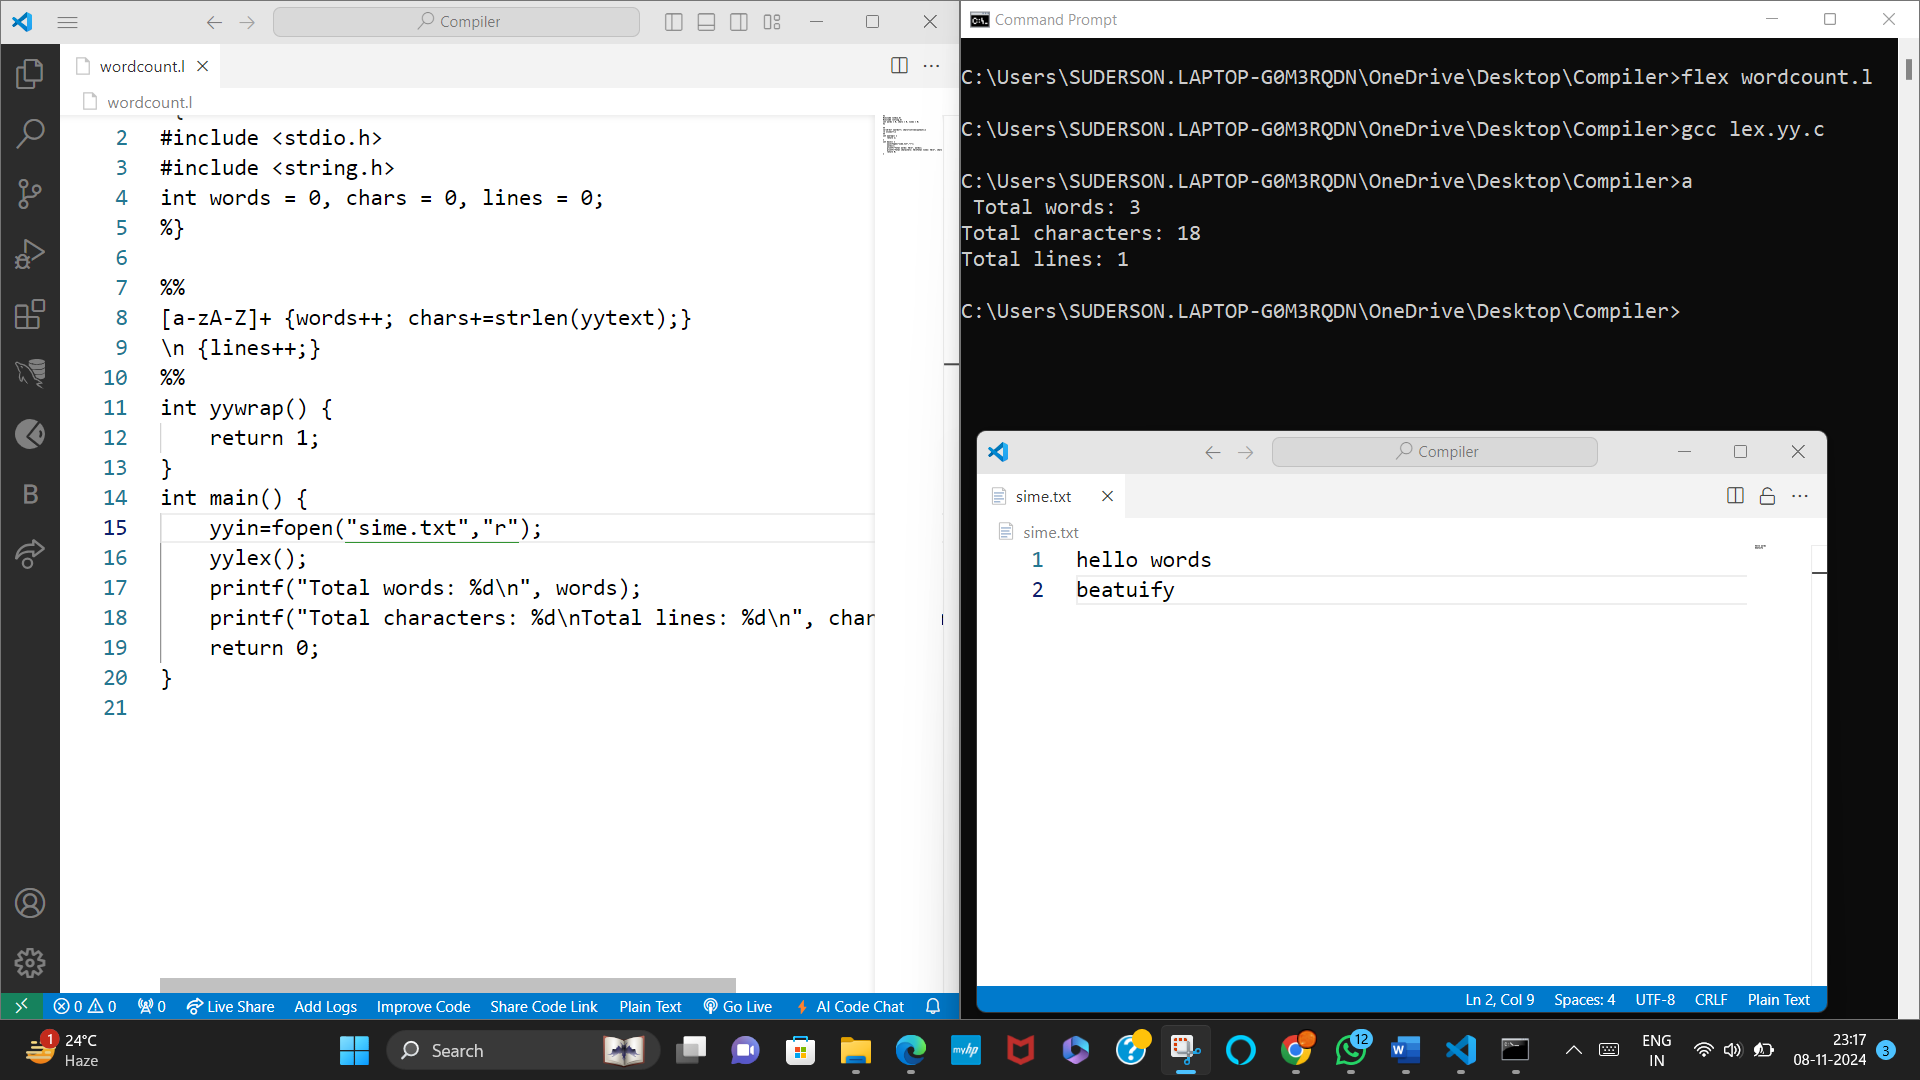 Compiler
wordcount.l
wordcount.l
2 #include <stdio.h>
3 #include <string.h>
4 int words = 0, chars = 0, lines = 0;
5 %}
6
7 %%
8 [a-zA-Z]+ {words++; chars+=strlen(yytext);}
9 \n {lines++;}
10 %%
11 int yywrap() {
12 return 1;
13 }
14 int main() {
15 yyin=fopen("sime.txt","r");
16 yylex();
17 printf("Total words: %d\n", words);
18 printf("Total characters: %d\nTotal lines: %d\n", char
19 return 0;
20 }
21
B
0 0 0 Live Share Add Logs Improve Code Share Code Link Plain Text Go Live AI Code Chat
Command Prompt
C:\Users\SUDERSON.LAPTOP-G0M3RQDN\OneDrive\Desktop\Compiler>flex wordcount.l
C:\Users\SUDERSON.LAPTOP-G0M3RQDN\OneDrive\Desktop\Compiler>gcc lex.yy.c
C:\Users\SUDERSON.LAPTOP-G0M3RQDN\OneDrive\Desktop\Compiler>a
Total words: 3
Total characters: 18
Total lines: 1
C:\Users\SUDERSON.LAPTOP-G0M3RQDN\OneDrive\Desktop\Compiler>
Compiler
sime.txt
sime.txt
1 hello words
2 beatuify
Ln 2, Col 9 Spaces: 4 UTF-8 CRLF Plain Text
1
24°C
Haze
Search
myhp
12
W
ENG
IN
23:17
08-11-2024
3